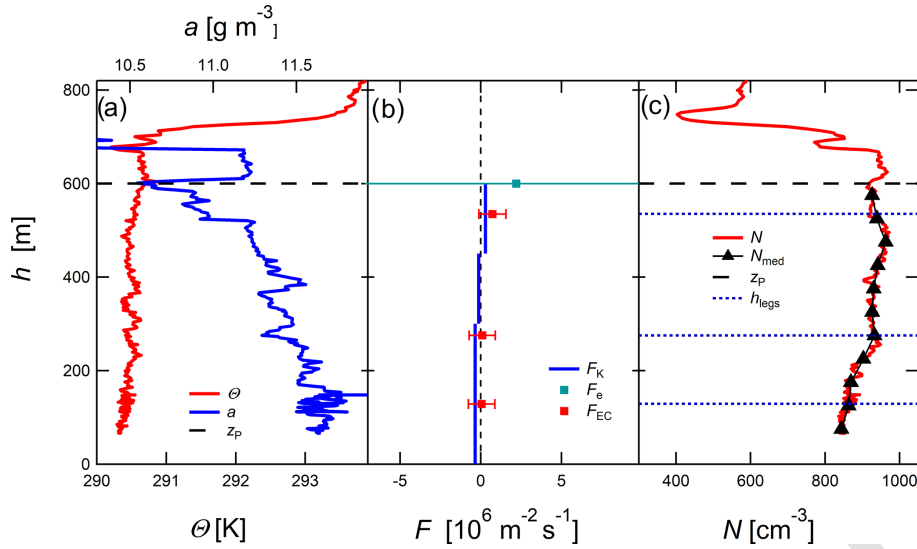 a [g m⁻³]
10.5 11.0 11.5
800 600 400 200 0
h [m]
(a)
Θ
a
z_P
290 291 292 293
Θ [K]
(b)
F_K
F_e
F_EC
-5 0 5
F [10⁶ m⁻² s⁻¹]
(c)
N
N_med
z_P
h_legs
400 600 800 1000
N [cm⁻³]